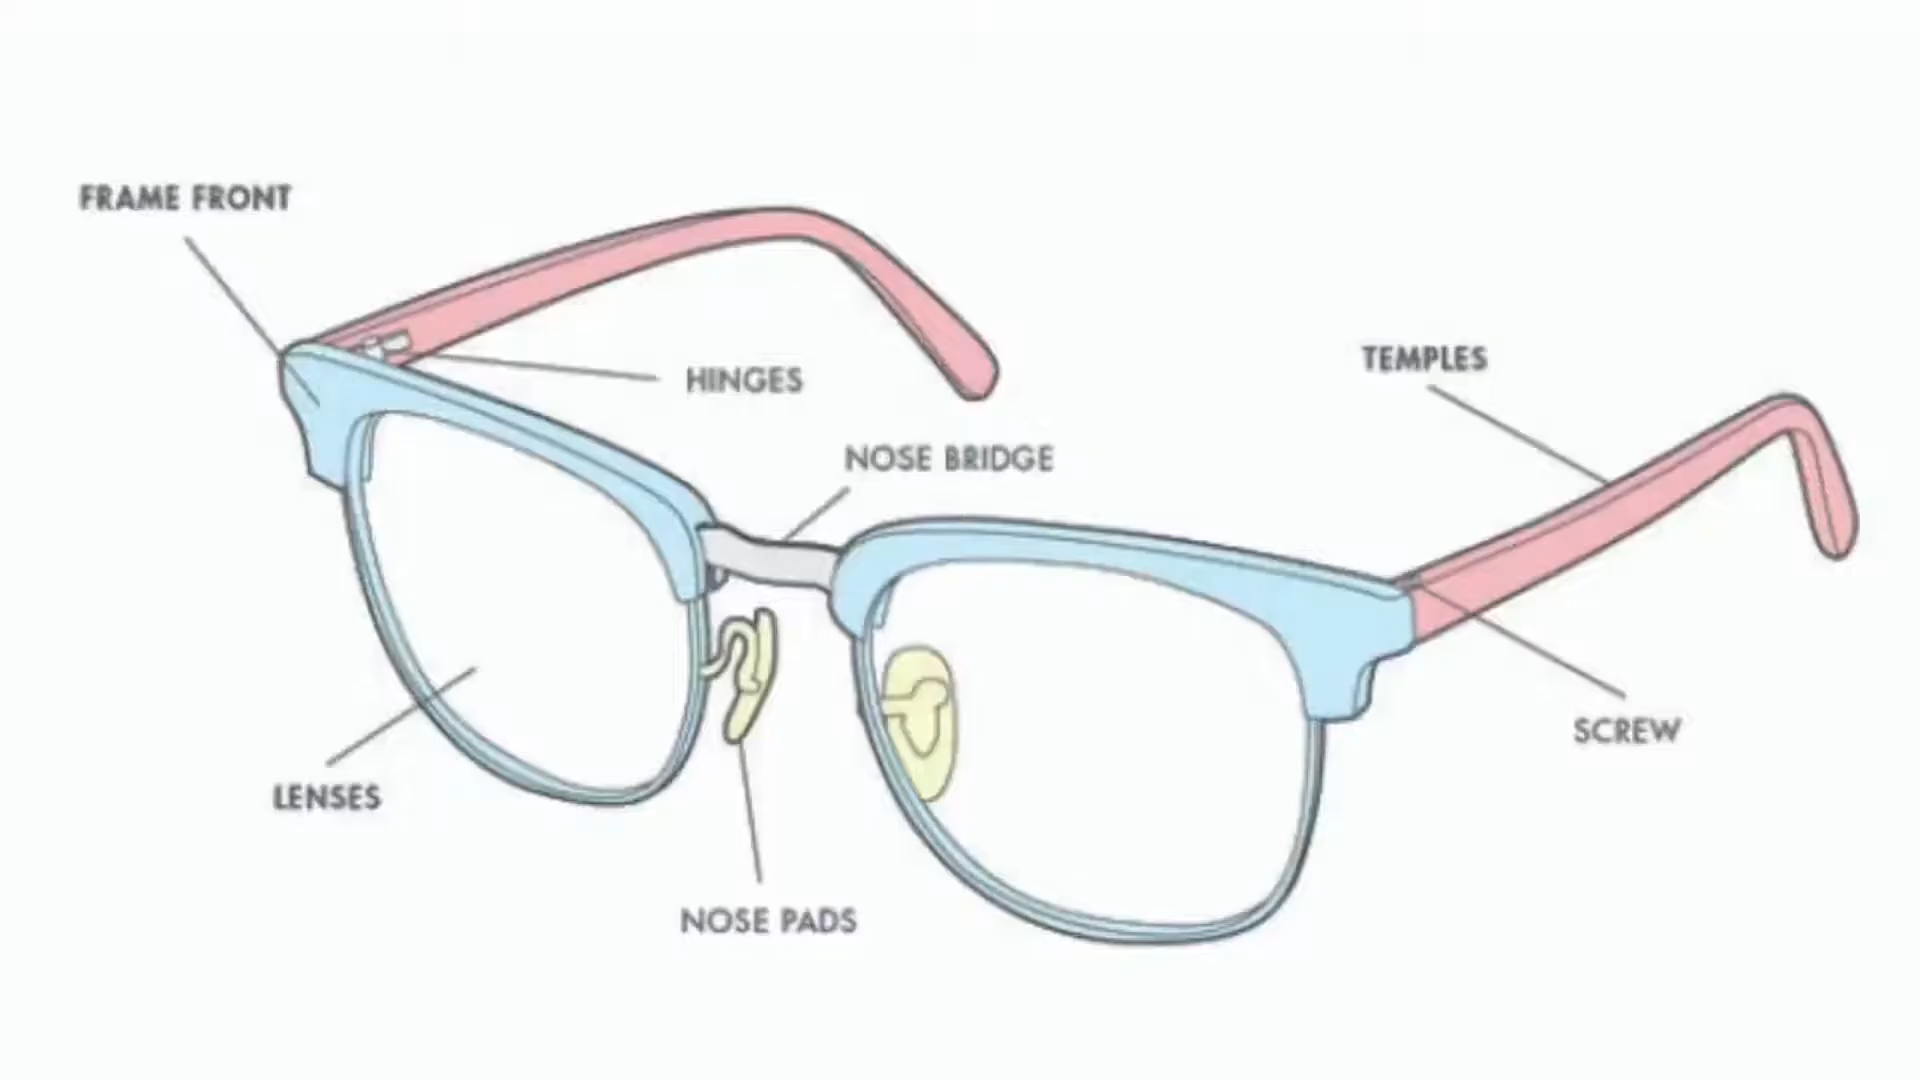 FRAME FRONT
HINGES
TEMPLES
NOSE BRIDGE
SCREW
LENSES
NOSE PADS